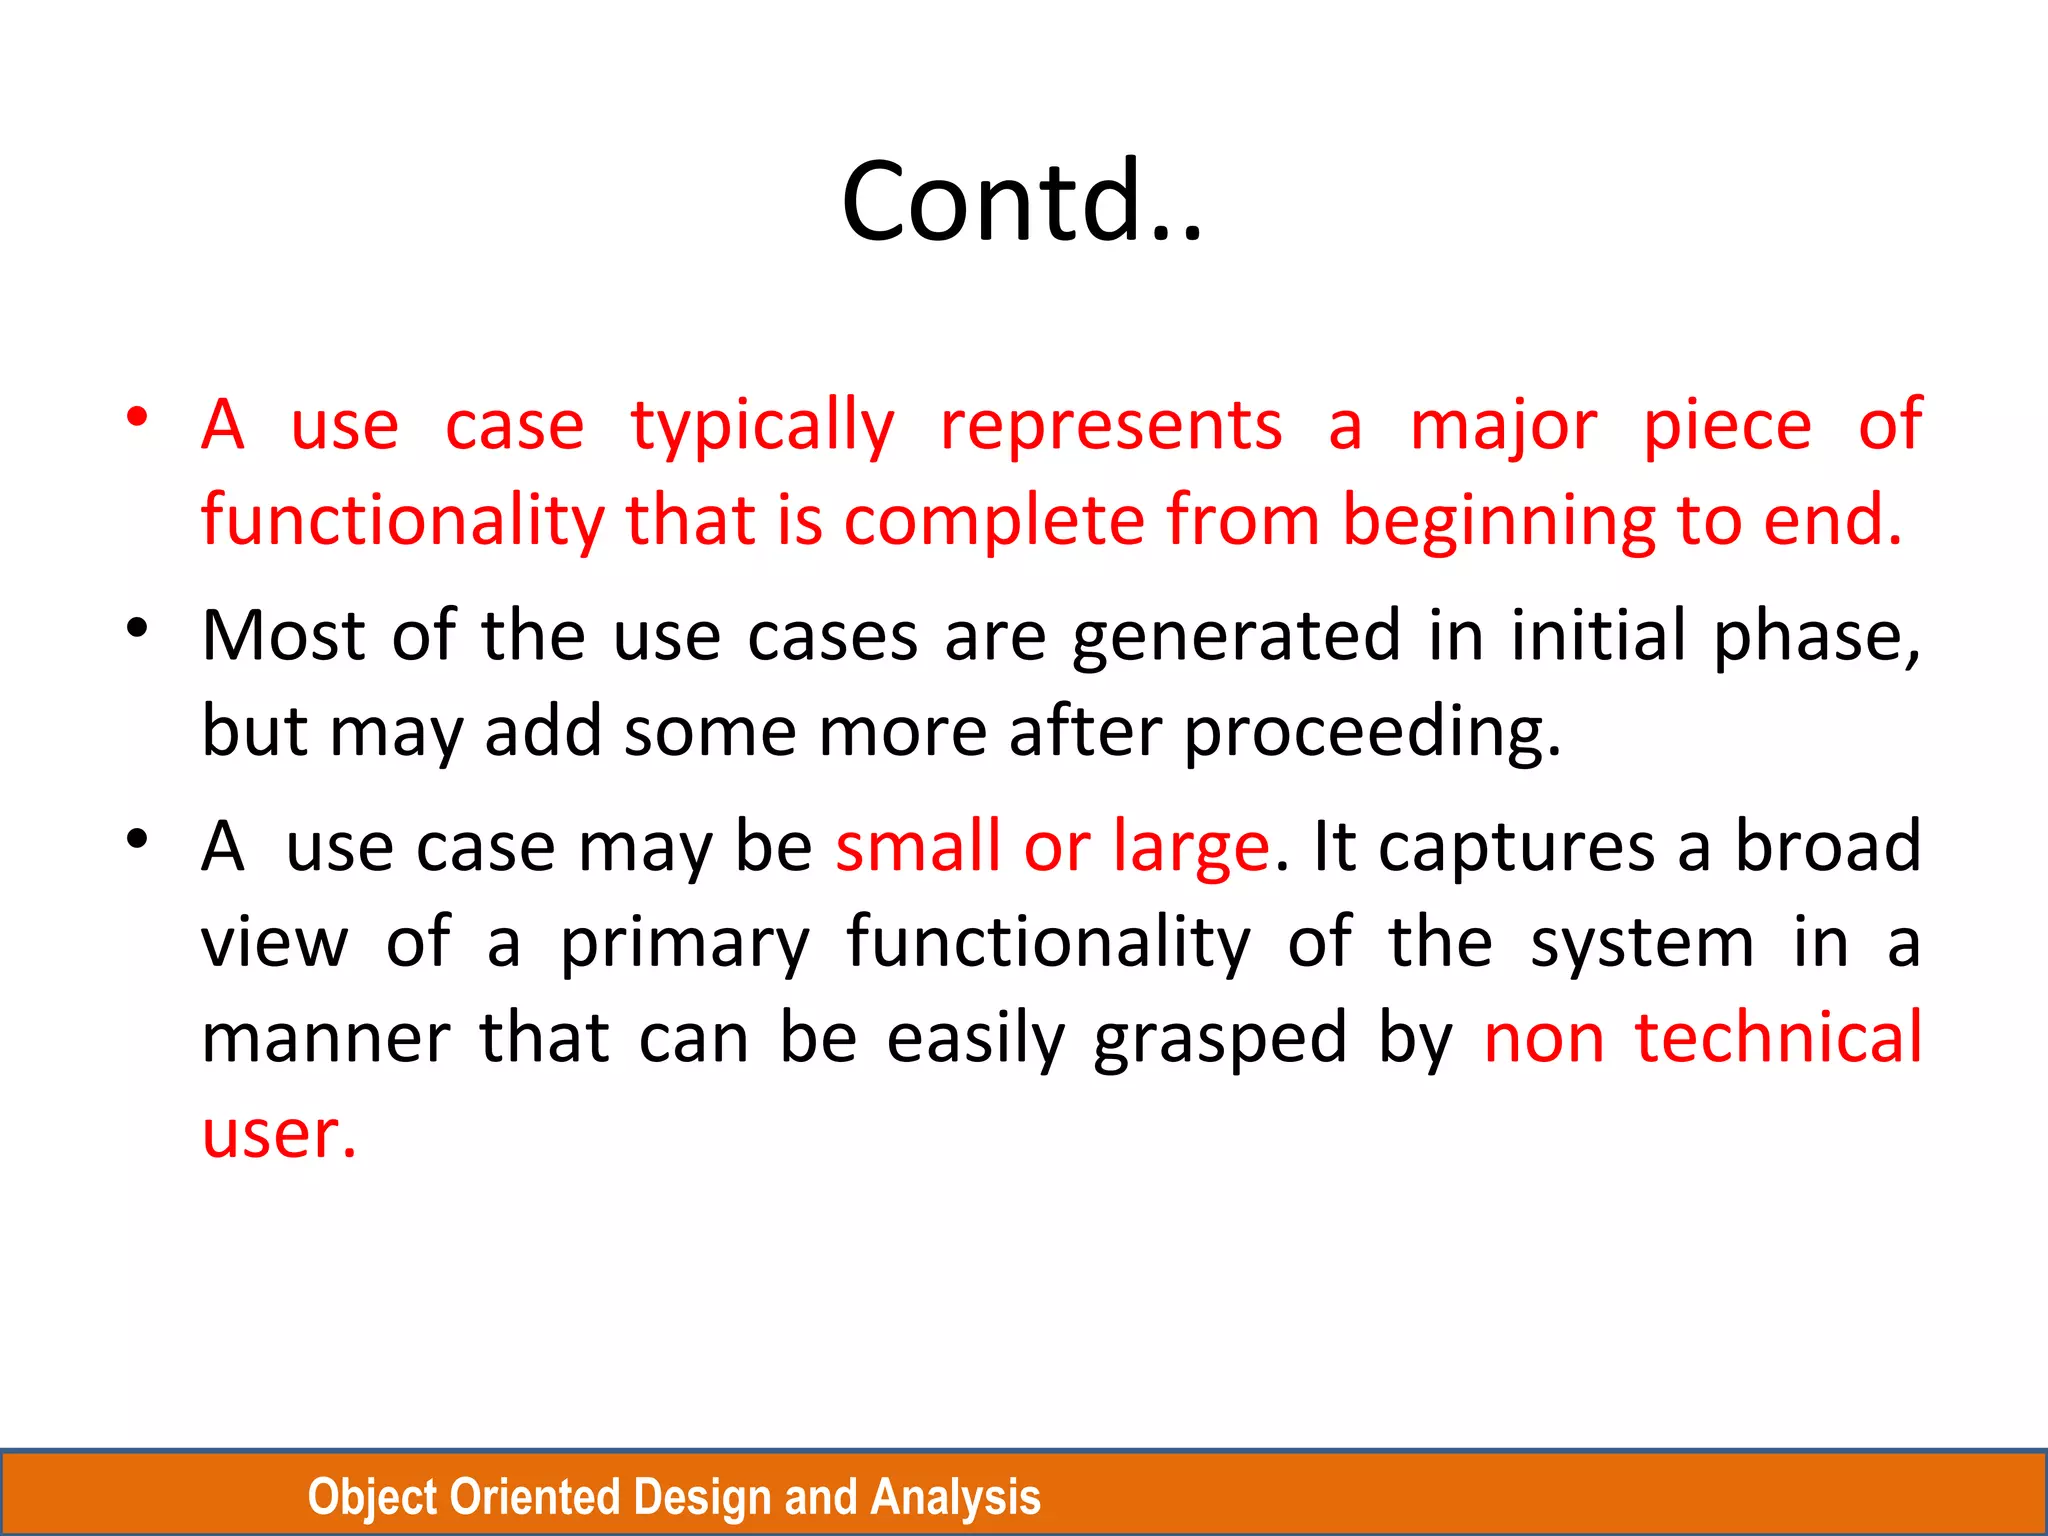 Contd..
• A use case typically represents a major piece of
functionality that is complete from beginning to end.
• Most of the use cases are generated in initial phase,
but may add some more after proceeding.
• A use case may be small or large. It captures a broad
view of a primary functionality of the system in a
manner that can be easily grasped by non technical
user.
Object Oriented Design and Analysis